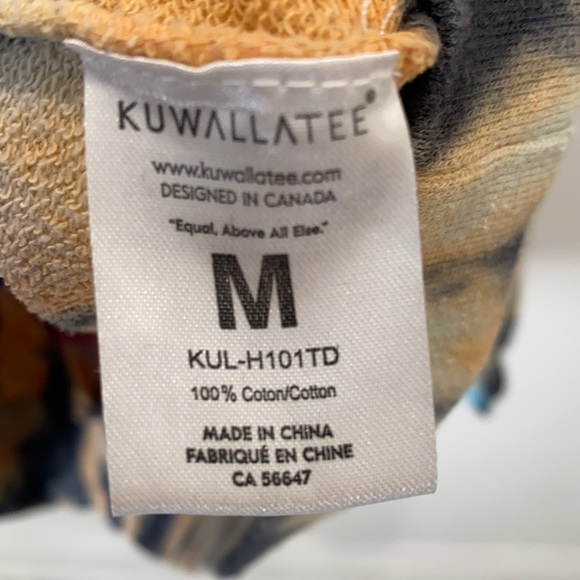 KUWALLATEE®
www.kuwallatee.com
DESIGNED IN CANADA
"Equal, Above All Else."
M
KUL-H101TD
100% Coton/Cotton
MADE IN CHINA
FABRIQUÉ EN CHINE
CA 56647